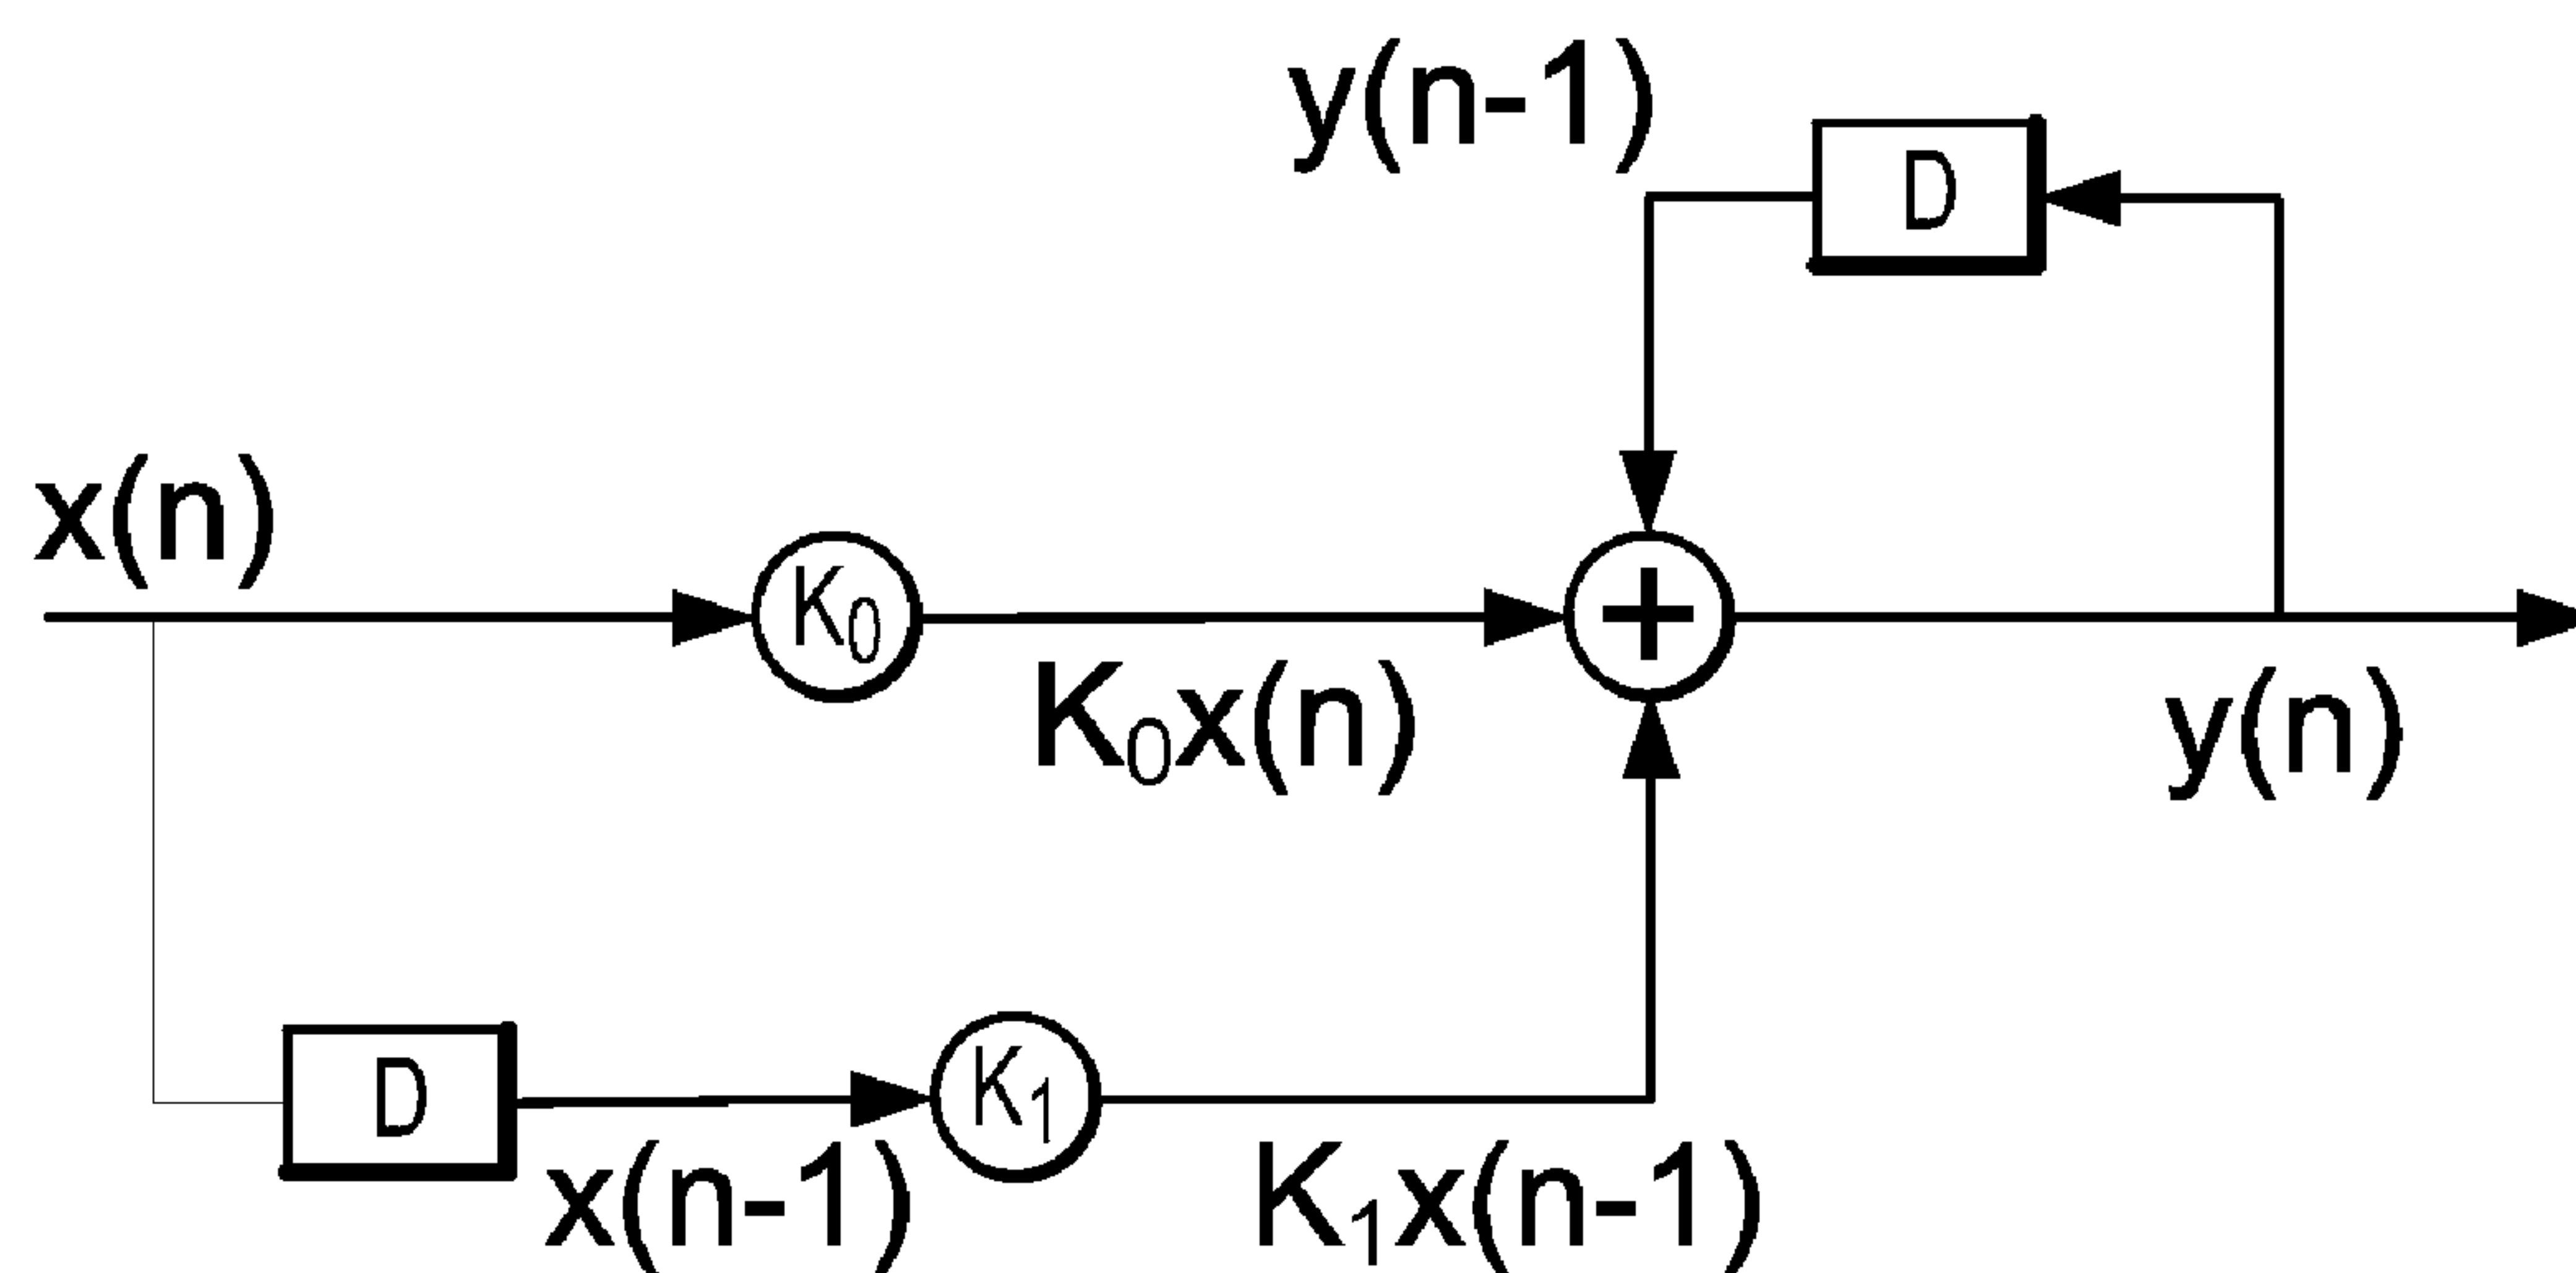 y(n-1)
D
x(n)
K₀
+
K₀x(n)
y(n)
D
K₁
x(n-1)
K₁x(n-1)